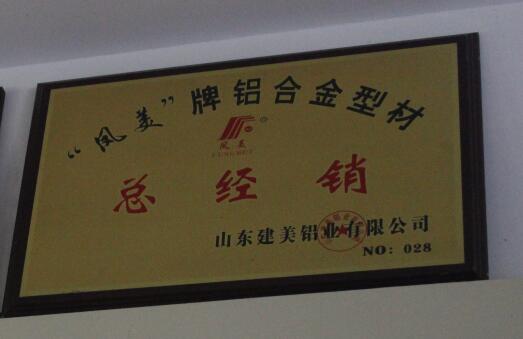 “凤美”牌铝合金型材
凤美
FENGMEI
总经销
山东建美铝业有限公司
NO: 028